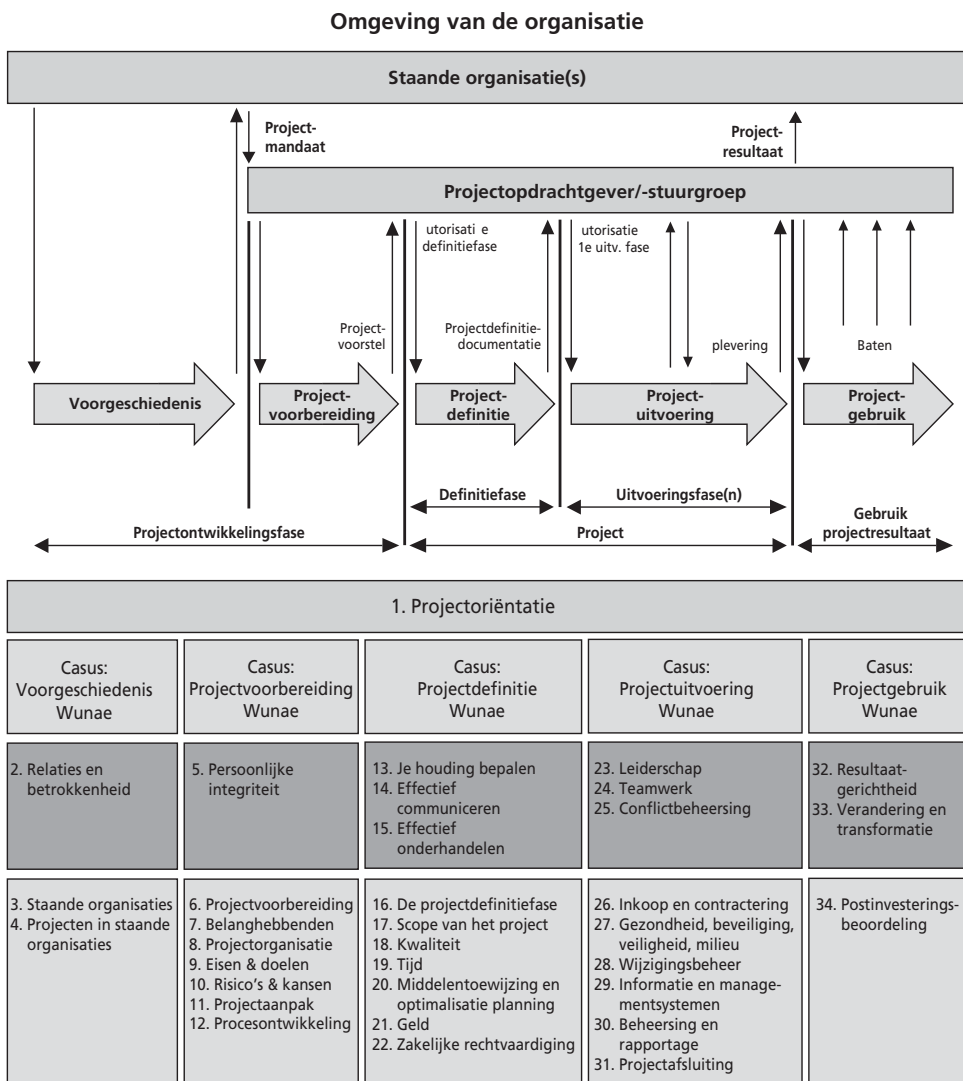 Omgeving van de organisatie
Staande organisatie(s)
Project-
mandaat
Project-
resultaat
Projectopdrachtgever/-stuurgroep
utorisati e
definitiefase
utorisatie
1e uitv. fase
Project-
voorstel
Projectdefinitie-
documentatie
plevering
Baten
Voorgeschiedenis
Project-
voorbereiding
Project-
definitie
Project-
uitvoering
Project-
gebruik
Definitiefase
Uitvoeringsfase(n)
Projectontwikkelingsfase
Project
Gebruik
projectresultaat
1. Projectoriëntatie
Casus:
Voorgeschiedenis
Wunae
Casus:
Projectvoorbereiding
Wunae
Casus:
Projectdefinitie
Wunae
Casus:
Projectuitvoering
Wunae
Casus:
Projectgebruik
Wunae
2. Relaties en
betrokkenheid
5. Persoonlijke
integriteit
13. Je houding bepalen
14. Effectief
communiceren
15. Effectief
onderhandelen
23. Leiderschap
24. Teamwerk
25. Conflictbeheersing
32. Resultaat-
gerichtheid
33. Verandering en
transformatie
3. Staande organisaties
4. Projecten in staande
organisaties
6. Projectvoorbereiding
7. Belanghebbenden
8. Projectorganisatie
9. Eisen & doelen
10. Risico's & kansen
11. Projectaanpak
12. Procesontwikkeling
16. De projectdefinitiefase
17. Scope van het project
18. Kwaliteit
19. Tijd
20. Middelentoewijzing en
optimalisatie planning
21. Geld
22. Zakelijke rechtvaardiging
26. Inkoop en contractering
27. Gezondheid, beveiliging,
veiligheid, milieu
28. Wijzigingsbeheer
29. Informatie en manage-
mentsystemen
30. Beheersing en
rapportage
31. Projectafsluiting
34. Postinvesterings-
beoordeling